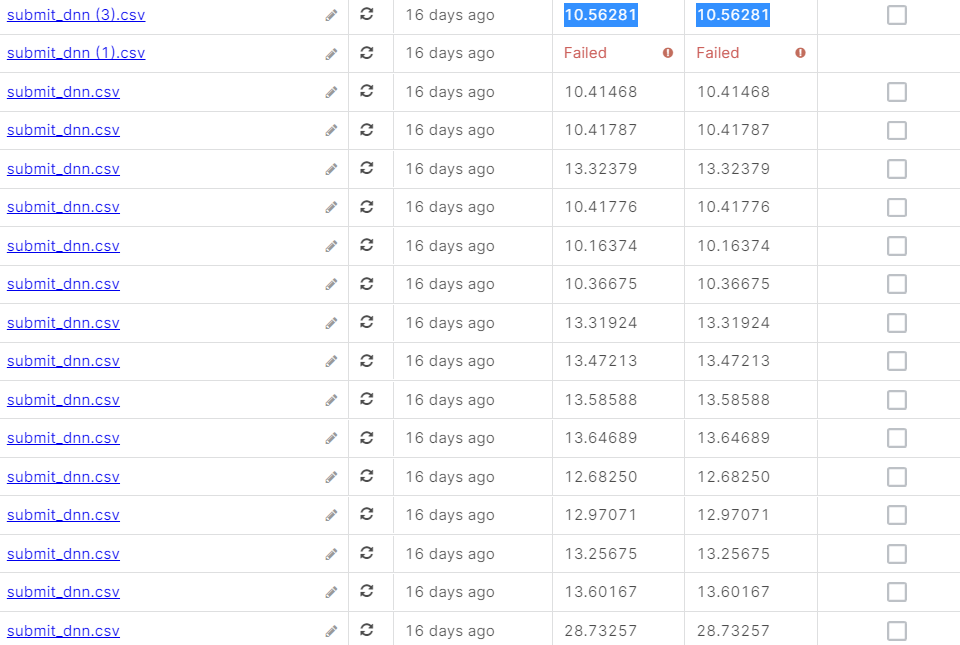 submit_dnn (3).csv 16 days ago 10.56281 10.56281
submit_dnn (1).csv 16 days ago Failed Failed
submit_dnn.csv 16 days ago 10.41468 10.41468
submit_dnn.csv 16 days ago 10.41787 10.41787
submit_dnn.csv 16 days ago 13.32379 13.32379
submit_dnn.csv 16 days ago 10.41776 10.41776
submit_dnn.csv 16 days ago 10.16374 10.16374
submit_dnn.csv 16 days ago 10.36675 10.36675
submit_dnn.csv 16 days ago 13.31924 13.31924
submit_dnn.csv 16 days ago 13.47213 13.47213
submit_dnn.csv 16 days ago 13.58588 13.58588
submit_dnn.csv 16 days ago 13.64689 13.64689
submit_dnn.csv 16 days ago 12.68250 12.68250
submit_dnn.csv 16 days ago 12.97071 12.97071
submit_dnn.csv 16 days ago 13.25675 13.25675
submit_dnn.csv 16 days ago 13.60167 13.60167
submit_dnn.csv 16 days ago 28.73257 28.73257